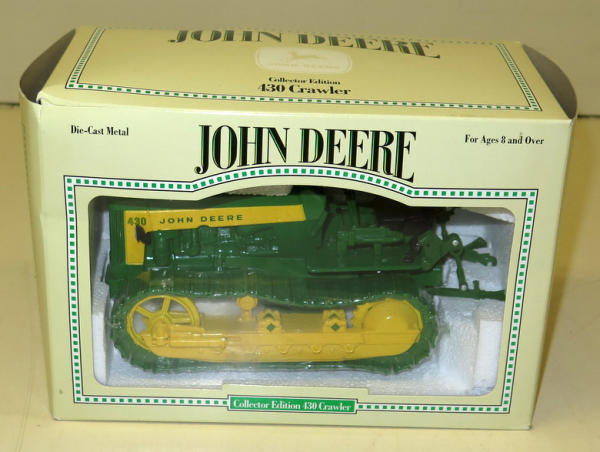 JOHN DEERE
Collector Edition
430 Crawler
Die-Cast Metal
JOHN DEERE
For Ages 8 and Over
430 JOHN DEERE
Collector Edition 430 Crawler